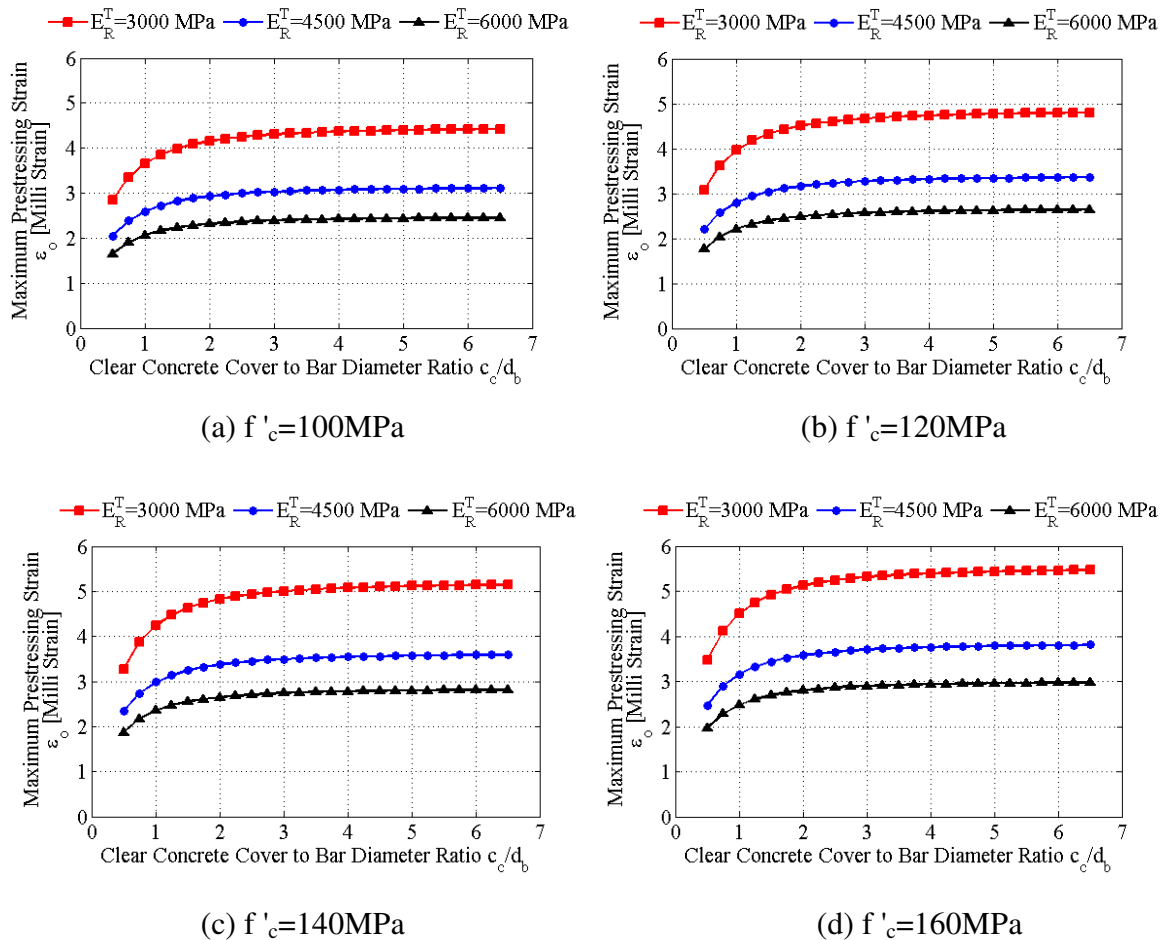 E_R^T=3000 MPa E_R^T=4500 MPa E_R^T=6000 MPa
6
5
4
3
2
1
0
0 1 2 3 4 5 6 7
Maximum Prestressing Strain
ε_o [Milli Strain]
Clear Concrete Cover to Bar Diameter Ratio c_c/d_b
(a) f '_c=100MPa
E_R^T=3000 MPa E_R^T=4500 MPa E_R^T=6000 MPa
6
5
4
3
2
1
0
0 1 2 3 4 5 6 7
Maximum Prestressing Strain
ε_o [Milli Strain]
Clear Concrete Cover to Bar Diameter Ratio c_c/d_b
(b) f '_c=120MPa
E_R^T=3000 MPa E_R^T=4500 MPa E_R^T=6000 MPa
6
5
4
3
2
1
0
0 1 2 3 4 5 6 7
Maximum Prestressing Strain
ε_o [Milli Strain]
Clear Concrete Cover to Bar Diameter Ratio c_c/d_b
(c) f '_c=140MPa
E_R^T=3000 MPa E_R^T=4500 MPa E_R^T=6000 MPa
6
5
4
3
2
1
0
0 1 2 3 4 5 6 7
Maximum Prestressing Strain
ε_o [Milli Strain]
Clear Concrete Cover to Bar Diameter Ratio c_c/d_b
(d) f '_c=160MPa